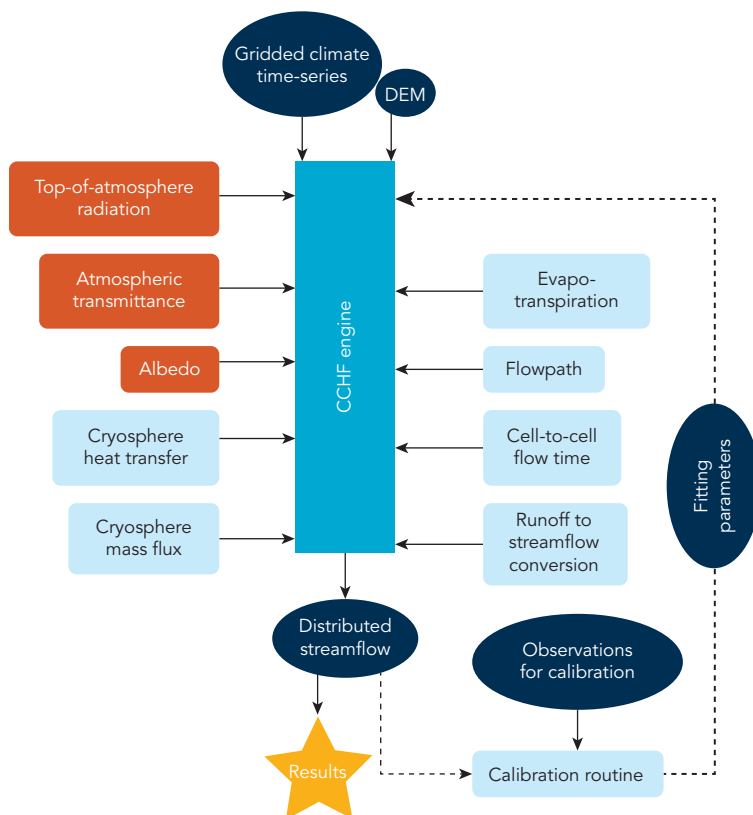 Gridded climate
time-series
DEM
Top-of-atmosphere
radiation
Atmospheric
transmittance
Albedo
Cryosphere
heat transfer
Cryosphere
mass flux
CCHF engine
Evapo-
transpiration
Flowpath
Cell-to-cell
flow time
Runoff to
streamflow
conversion
Fitting
parameters
Distributed
streamflow
Observations
for calibration
Results
Calibration routine